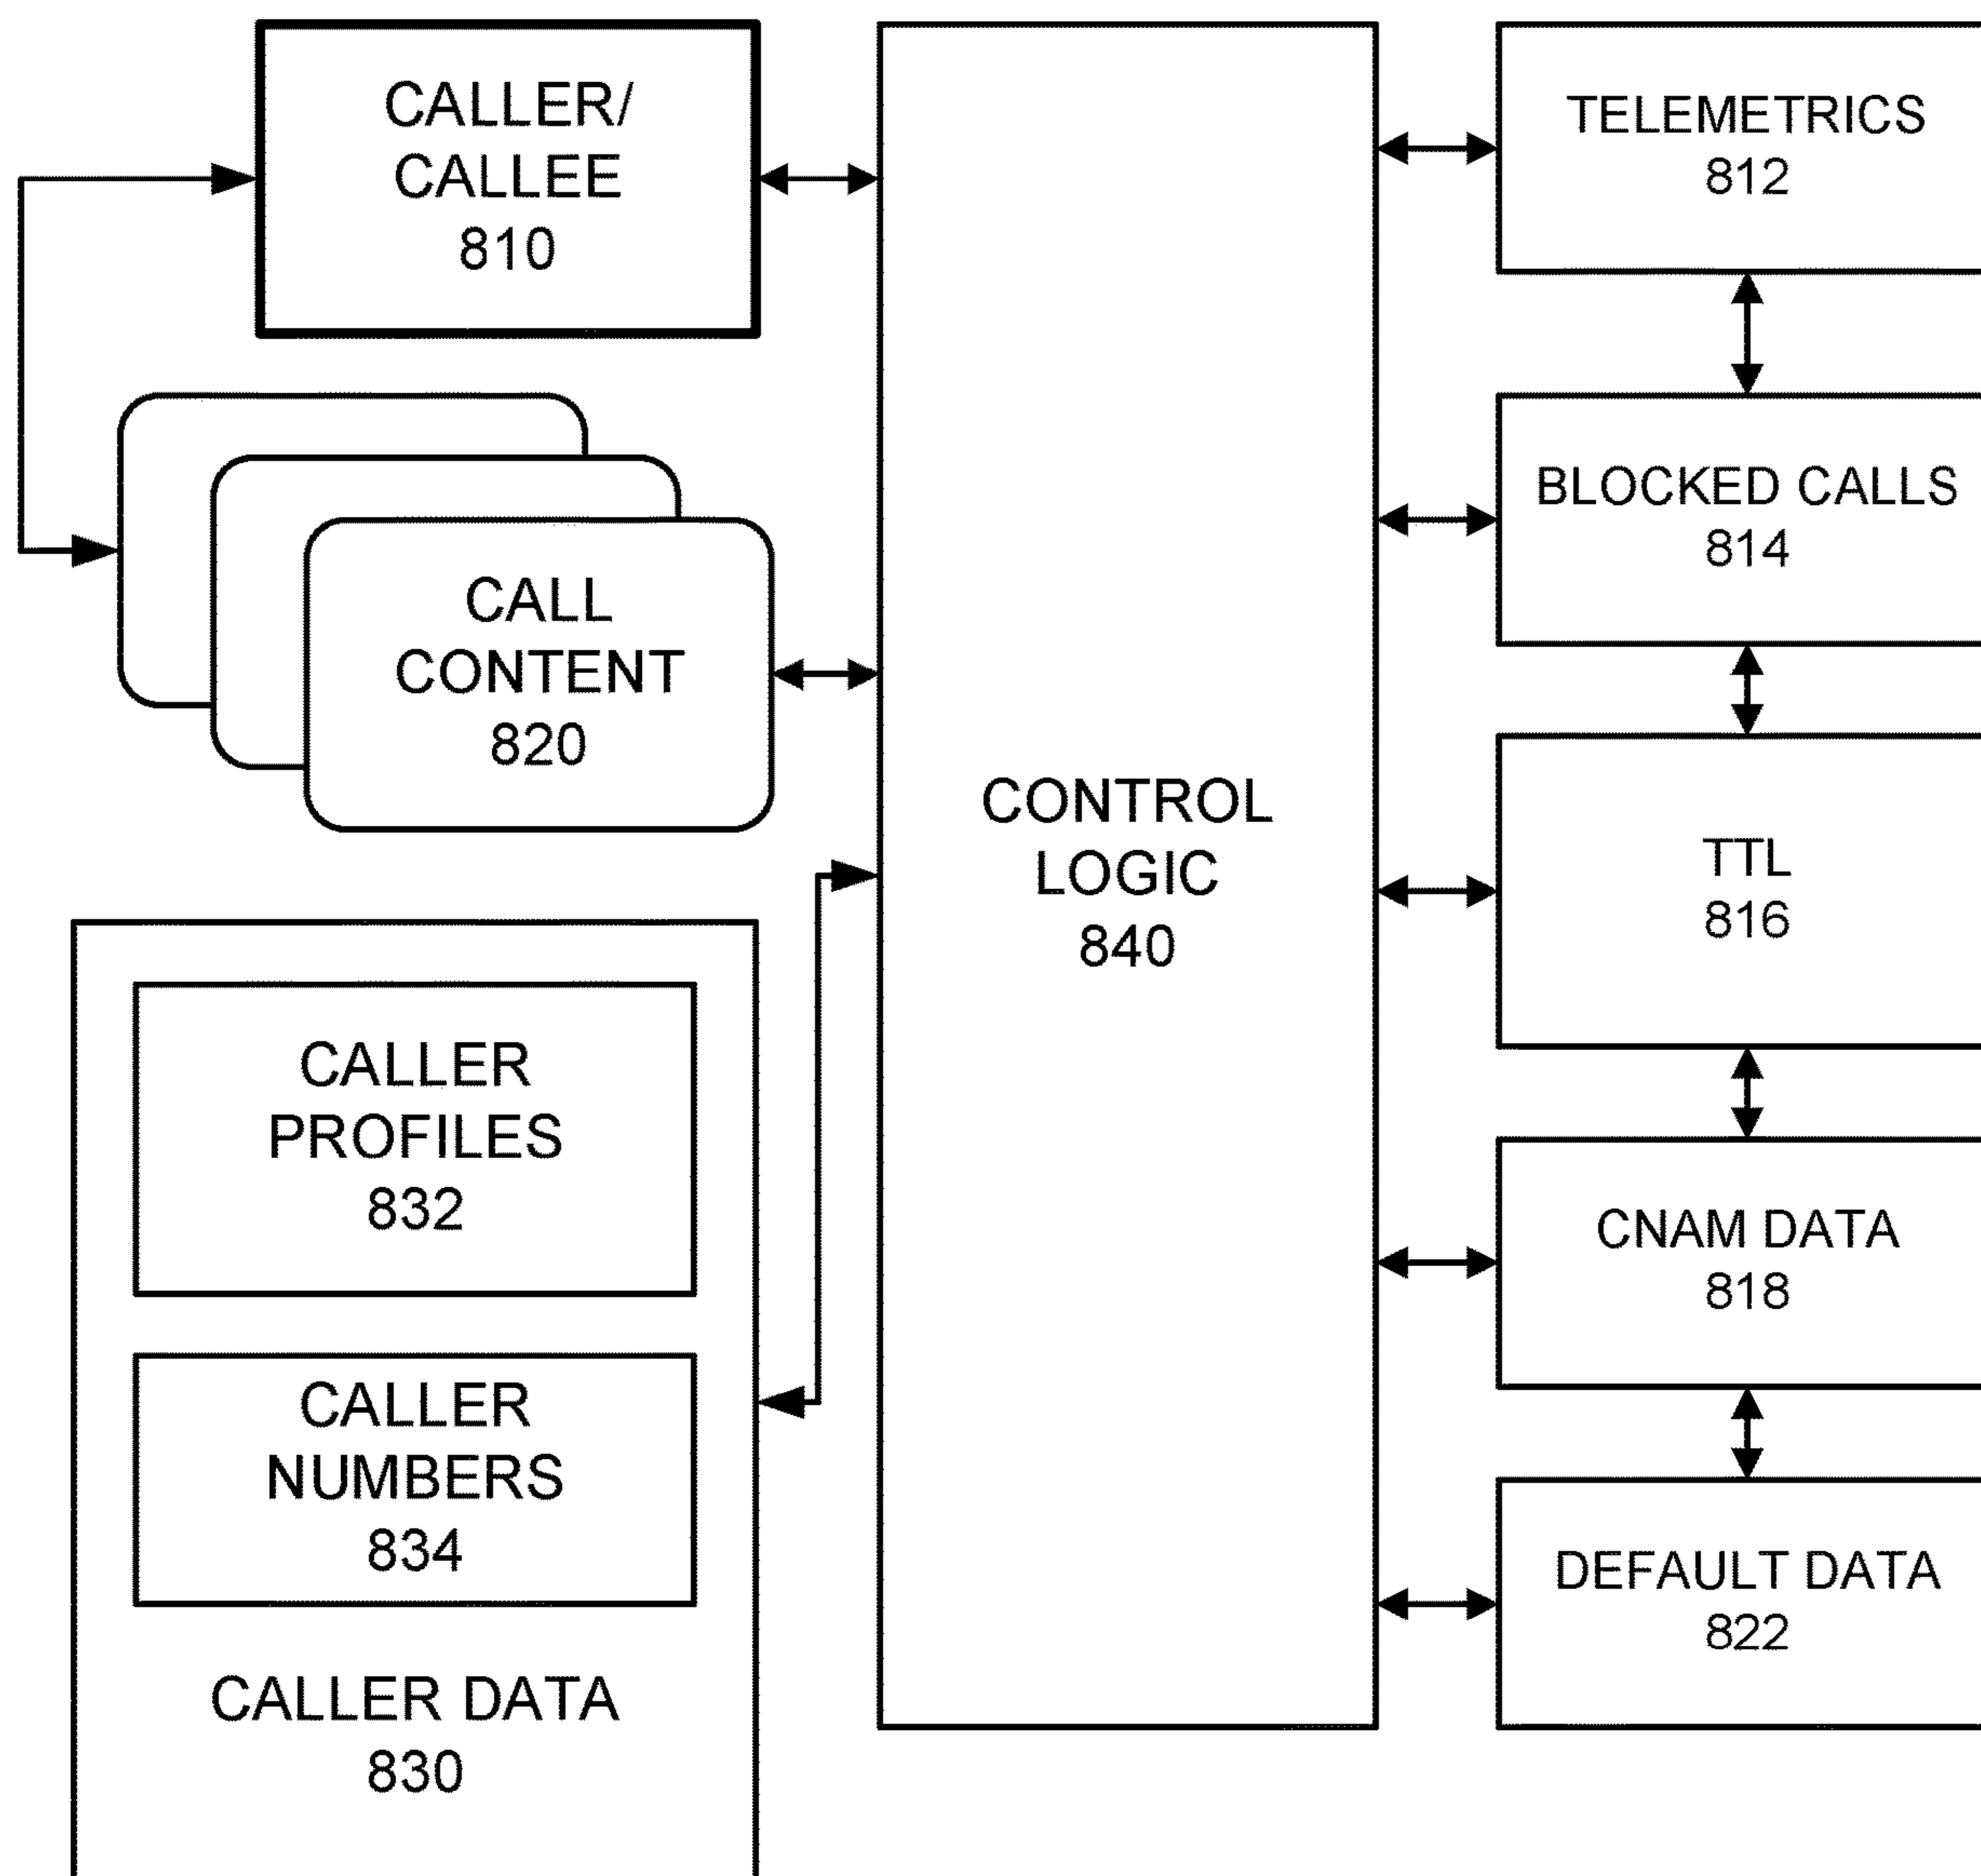 CALLER/
CALLEE
810
CALL
CONTENT
820
CALLER
PROFILES
832
CALLER
NUMBERS
834
CALLER DATA
830
CONTROL
LOGIC
840
TELEMETRICS
812
BLOCKED CALLS
814
TTL
816
CNAM DATA
818
DEFAULT DATA
822